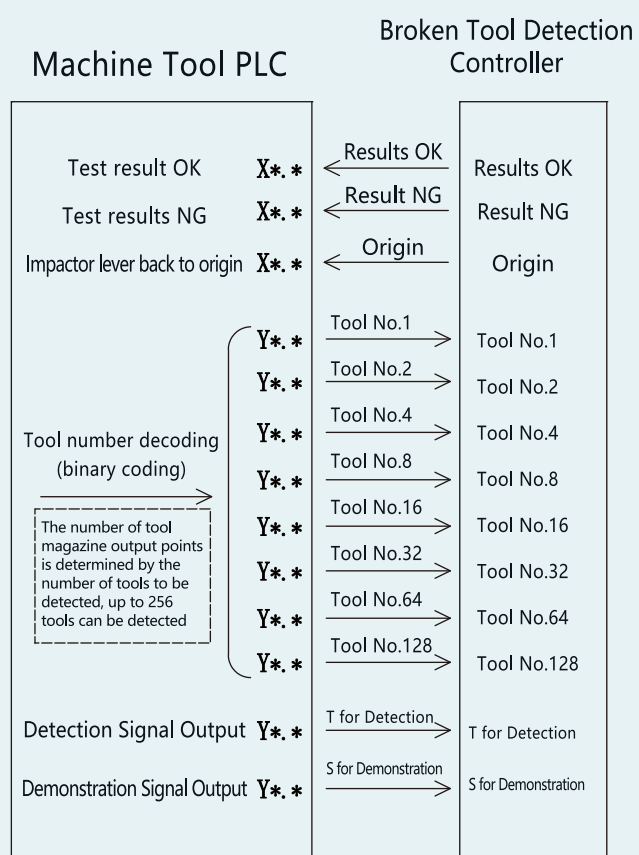 Broken Tool Detection
Controller
Machine Tool PLC
Test result OK X*.* Results OK Results OK
Test results NG X*.* Result NG Result NG
Impactor lever back to origin X*.* Origin Origin
Y*.* Tool No.1 Tool No.1
Y*.* Tool No.2 Tool No.2
Y*.* Tool No.4 Tool No.4
Tool number decoding
(binary coding)
Y*.* Tool No.8 Tool No.8
Y*.* Tool No.16 Tool No.16
Y*.* Tool No.32 Tool No.32
Y*.* Tool No.64 Tool No.64
Y*.* Tool No.128 Tool No.128
The number of tool
magazine output points
is determined by the
number of tools to be
detected, up to 256
tools can be detected
Detection Signal Output Y*.* T for Detection T for Detection
Demonstration Signal Output Y*.* S for Demonstration S for Demonstration